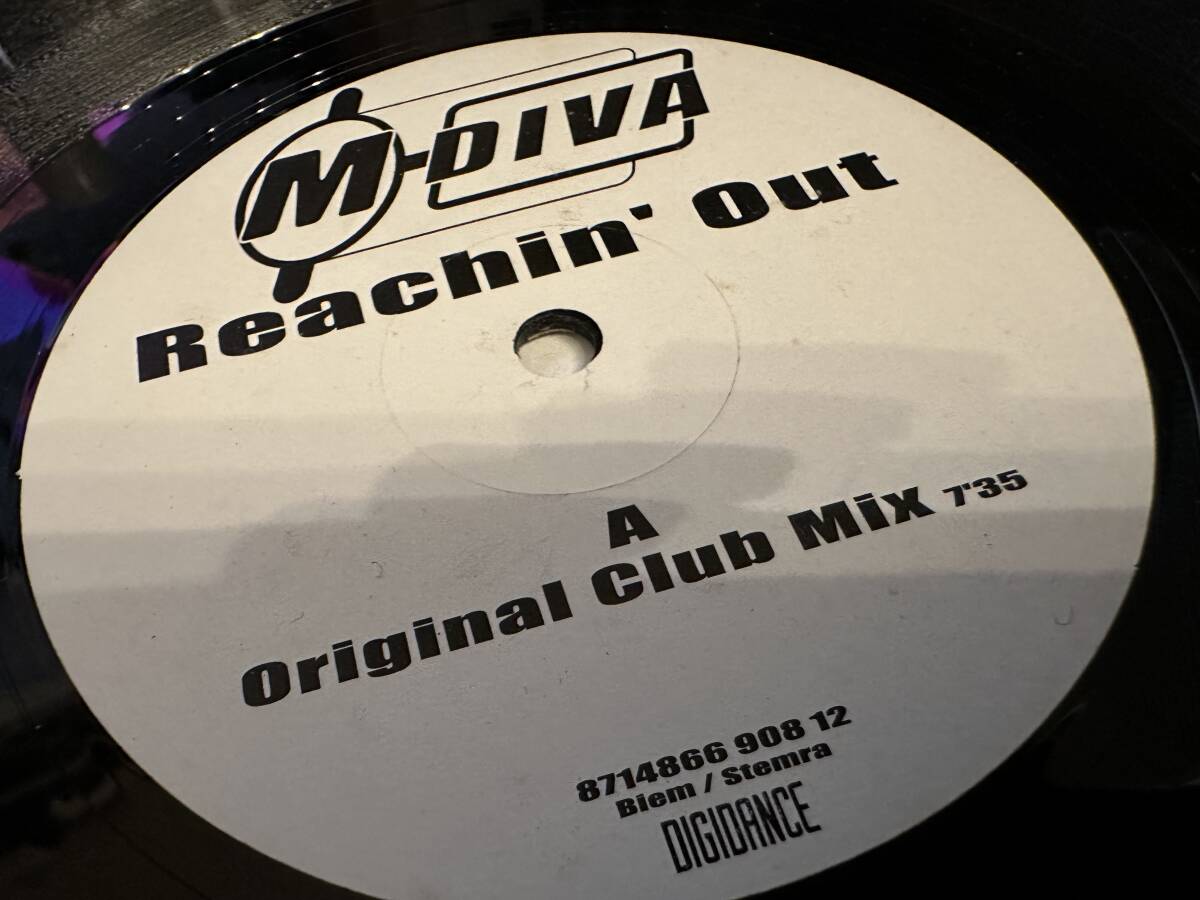 M-DIVA
Reachin' Out
A
Original Club Mix 7'35
8714866 908 12
Biem / Stemra
DIGIDANCE